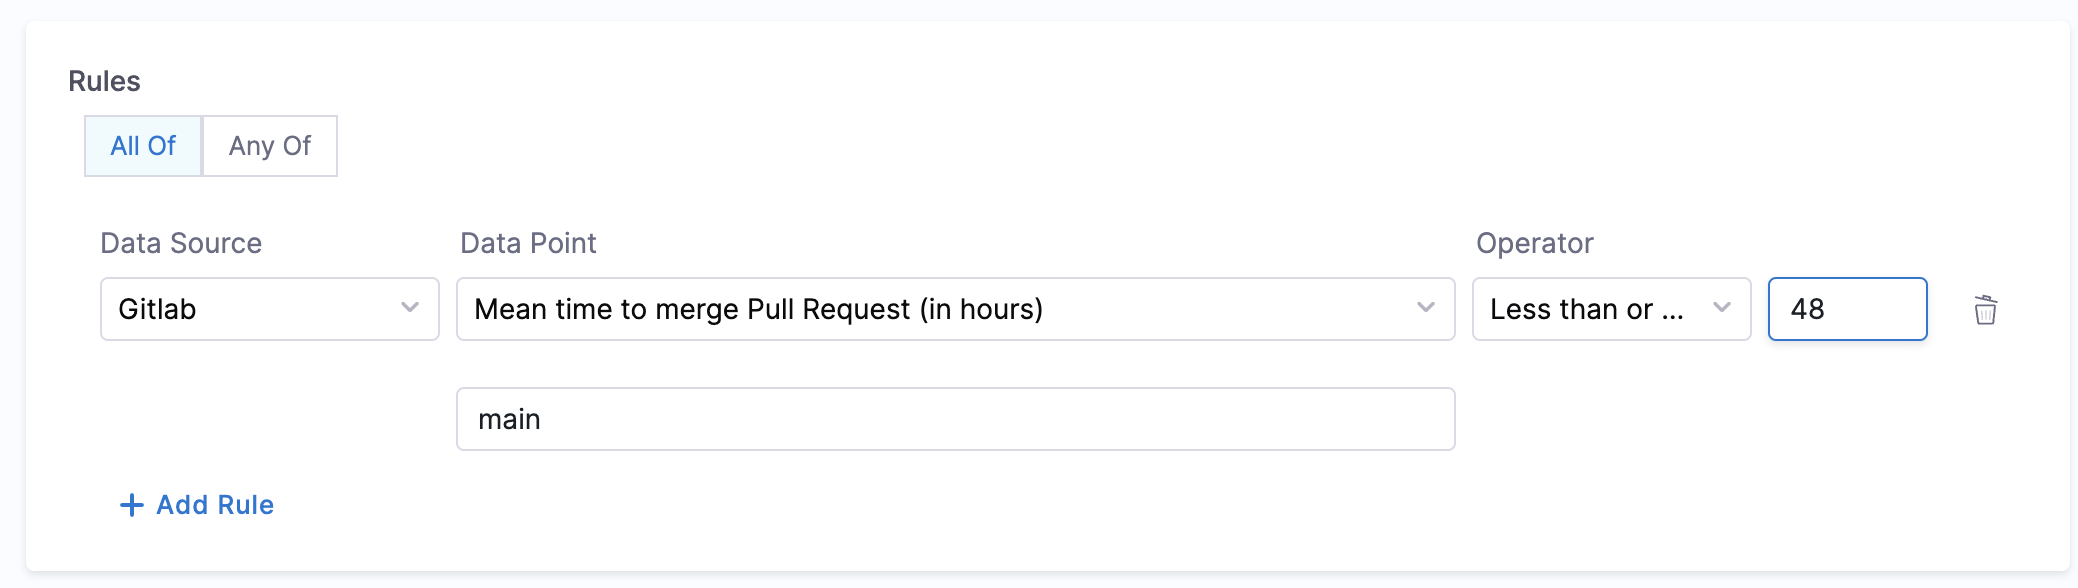 Rules
All Of Any Of
Data Source Data Point Operator
Gitlab Mean time to merge Pull Request (in hours) Less than or ... 48
main
+ Add Rule